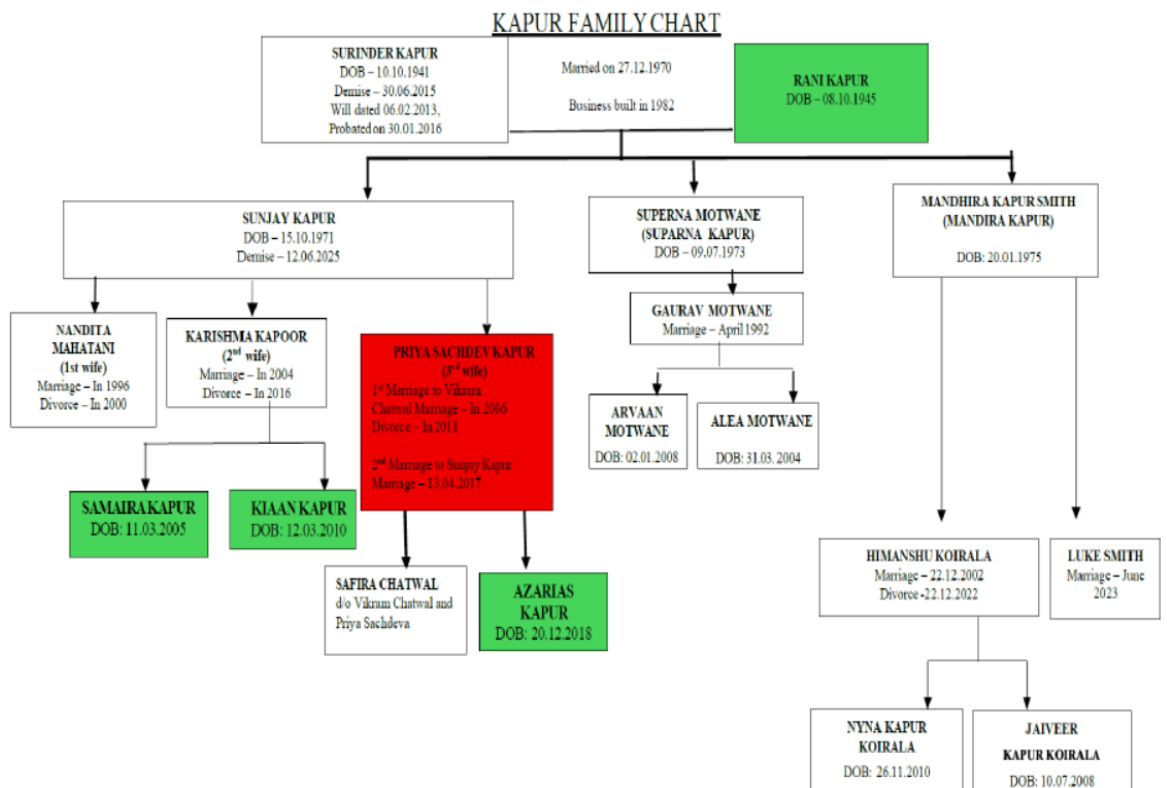 KAPUR FAMILY CHART
SURINDER KAPUR
DOB – 10.10.1941
Demise – 30.06.2015
Will dated 06.02.2013,
Probated on 30.01.2016
Married on 27.12.1970
Business built in 1982
RANI KAPUR
DOB – 08.10.1945
SUNJAY KAPUR
DOB – 15.10.1971
Demise – 12.06.2025
SUPERNA MOTWANE
(SUPARNA KAPUR)
DOB – 09.07.1973
MANDHIRA KAPUR SMITH
(MANDIRA KAPUR)
DOB: 20.01.1975
NANDITA
MAHATANI
(1st wife)
Marriage – In 1996
Divorce – In 2000
KARISHMA KAPOOR
(2nd wife)
Marriage – In 2004
Divorce – In 2016
PRIYA SACHDEV KAPUR
(3rd wife)
1st Marriage to Vikram
Chatwal Marriage – In 2006
Divorce – In 2011
2nd Marriage to Sunjay Kapur
Marriage – 13.04.2017
GAURAV MOTWANE
Marriage – April 1992
ARVAAN
MOTWANE
DOB: 02.01.2008
ALEA MOTWANE
DOB: 31.03. 2004
SAMAIRA KAPUR
DOB: 11.03.2005
KIAAN KAPUR
DOB: 12.03.2010
SAFIRA CHATWAL
d/o Vikram Chatwal and
Priya Sachdeva
AZARIAS
KAPUR
DOB: 20.12.2018
HIMANSHU KOIRALA
Marriage – 22.12.2002
Divorce -22.12.2022
LUKE SMITH
Marriage – June
2023
NYNA KAPUR
KOIRALA
DOB: 26.11.2010
JAIVEER
KAPUR KOIRALA
DOB: 10.07.2008